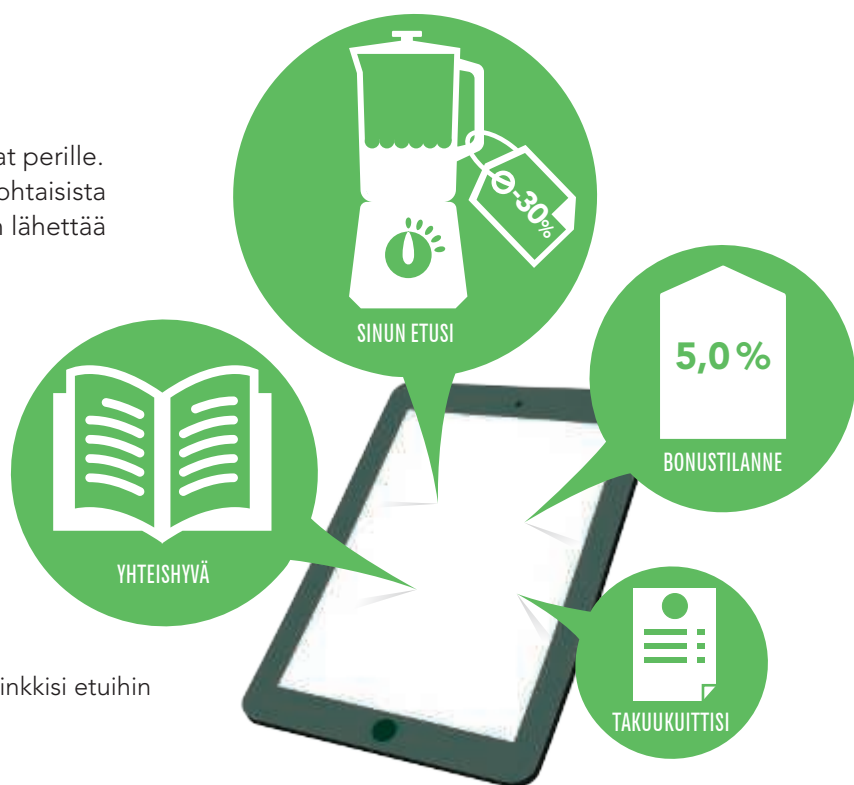 at perille.
ohtaisista
n lähettää
-30%
SINUN ETUSI
5,0 %
BONUSTILANNE
YHTEISHYVÄ
TAKUUKUITTISI
inkkisi etuihin